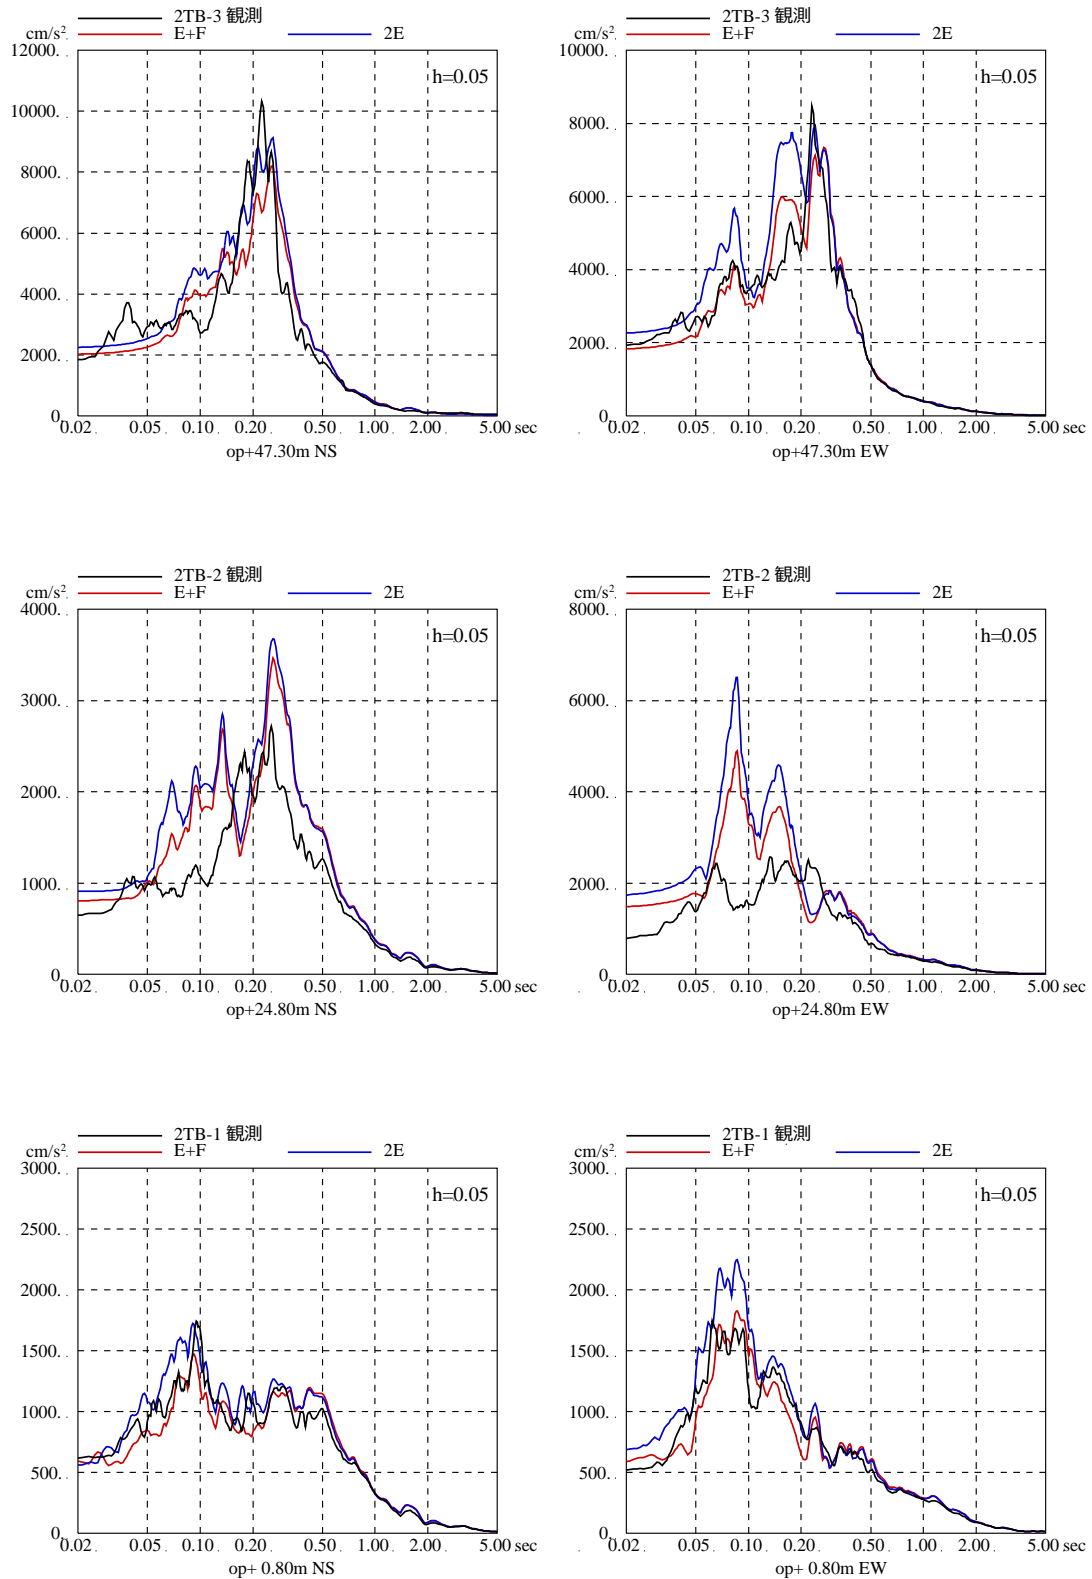 2TB-3 観測
cm/s². E+F 2E
12000.
h=0.05
10000.
8000.
6000.
4000.
2000.
0.
0.02 0.05 0.10 0.20 0.50 1.00 2.00 5.00 sec
op+47.30m NS
2TB-3 観測
cm/s². E+F 2E
10000.
h=0.05
8000.
6000.
4000.
2000.
0.
0.02 0.05 0.10 0.20 0.50 1.00 2.00 5.00 sec
op+47.30m EW
2TB-2 観測
cm/s². E+F 2E
4000.
h=0.05
3000.
2000.
1000.
0.
0.02 0.05 0.10 0.20 0.50 1.00 2.00 5.00 sec
op+24.80m NS
2TB-2 観測
cm/s². E+F 2E
8000.
h=0.05
6000.
4000.
2000.
0.
0.02 0.05 0.10 0.20 0.50 1.00 2.00 5.00 sec
op+24.80m EW
2TB-1 観測
cm/s². E+F 2E
3000.
h=0.05
2500.
2000.
1500.
1000.
500.
0.
0.02 0.05 0.10 0.20 0.50 1.00 2.00 5.00 sec
op+ 0.80m NS
2TB-1 観測
cm/s². E+F 2E
3000.
h=0.05
2500.
2000.
1500.
1000.
500.
0.
0.02 0.05 0.10 0.20 0.50 1.00 2.00 5.00 sec
op+ 0.80m EW